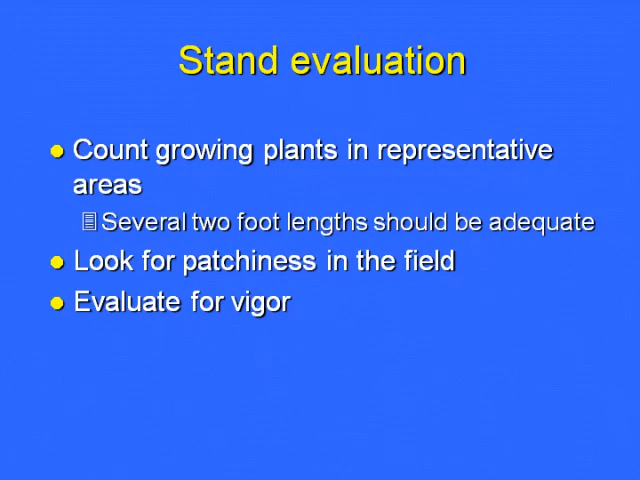 Stand evaluation
Count growing plants in representative
areas
Several two foot lengths should be adequate
Look for patchiness in the field
Evaluate for vigor